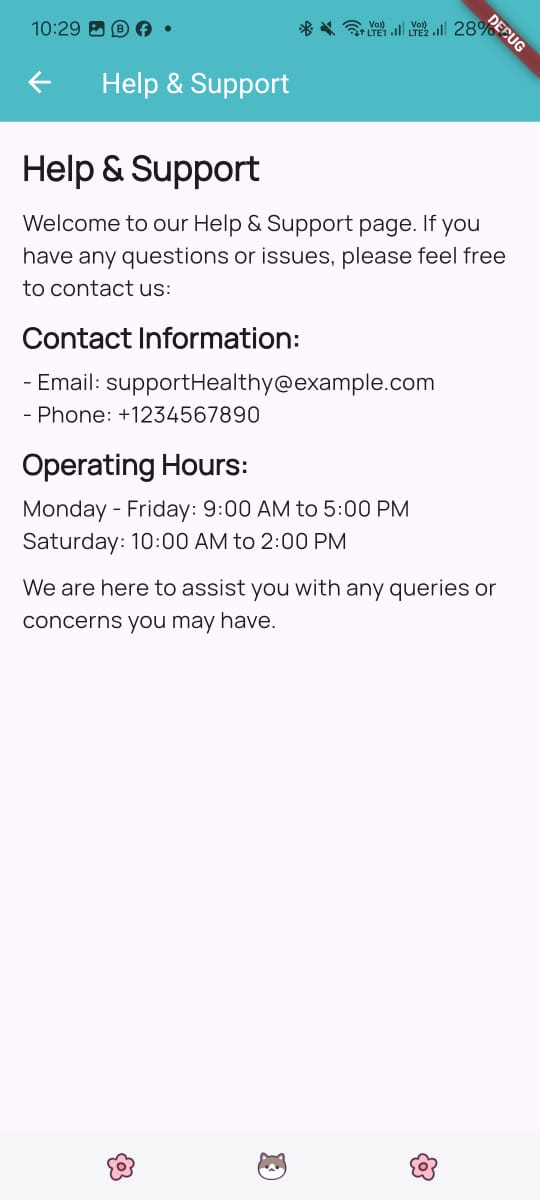 10:29
Vo)) LTE1
Vo)) LTE2
28%
DEBUG
Help & Support
Help & Support
Welcome to our Help & Support page. If you
have any questions or issues, please feel free
to contact us:
Contact Information:
- Email: supportHealthy@example.com
- Phone: +1234567890
Operating Hours:
Monday - Friday: 9:00 AM to 5:00 PM
Saturday: 10:00 AM to 2:00 PM
We are here to assist you with any queries or
concerns you may have.